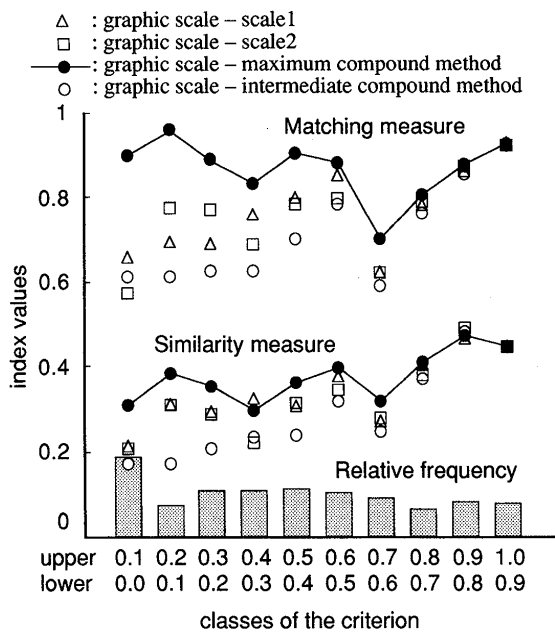 △ : graphic scale – scale1
□ : graphic scale – scale2
● : graphic scale – maximum compound method
○ : graphic scale – intermediate compound method
1
Matching measure
0.8
0.6
index values
Similarity measure
0.4
0.2
Relative frequency
0
upper 0.1 0.2 0.3 0.4 0.5 0.6 0.7 0.8 0.9 1.0
lower 0.0 0.1 0.2 0.3 0.4 0.5 0.6 0.7 0.8 0.9
classes of the criterion